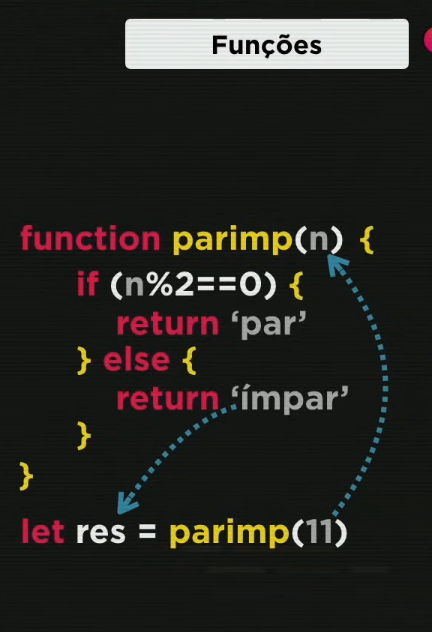 Funções
function parimp(n) {
if (n%2==0) {
return ‘par’
} else {
return ‘ímpar’
}
}
let res = parimp(11)